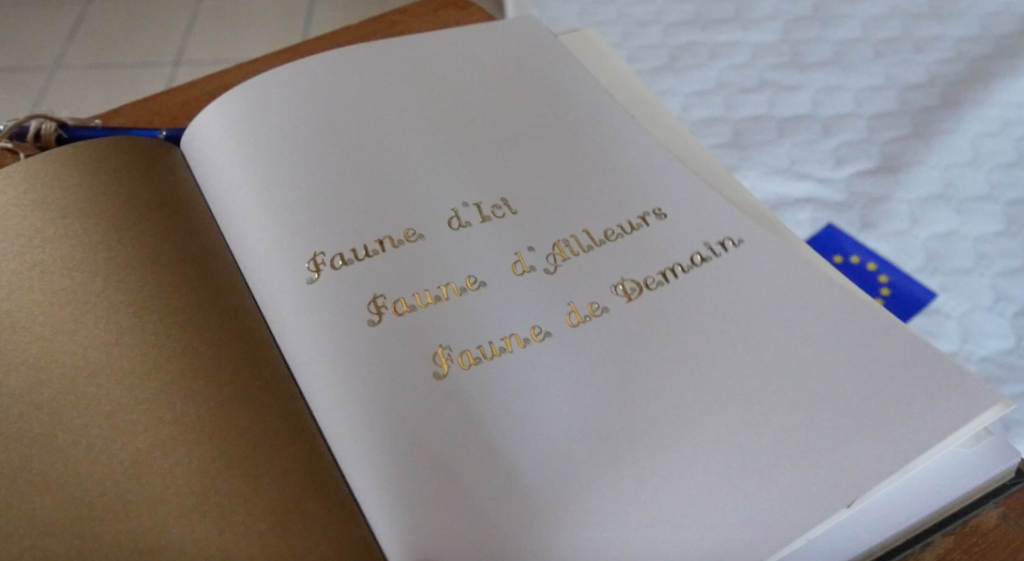 Faune d'Ici
Faune d'Ailleurs
Faune de Demain